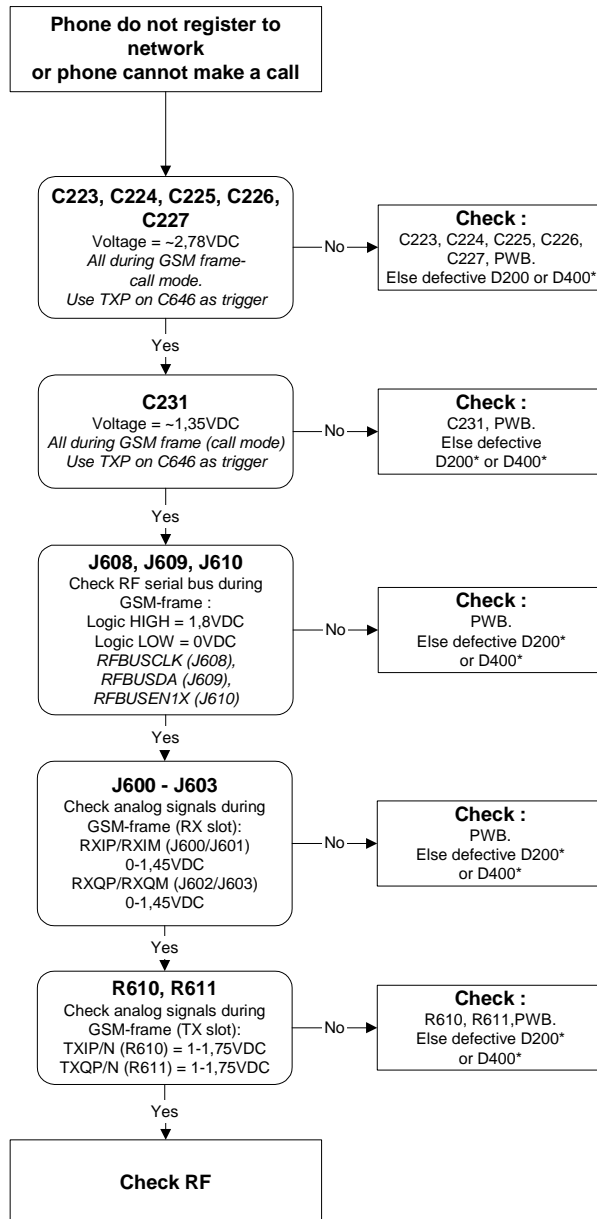 Phone do not register to
network
or phone cannot make a call
C223, C224, C225, C226,
C227
Voltage = ~2,78VDC
All during GSM frame-
call mode.
Use TXP on C646 as trigger
No
Check :
C223, C224, C225, C226,
C227, PWB.
Else defective D200 or D400*
Yes
C231
Voltage = ~1,35VDC
All during GSM frame (call mode)
Use TXP on C646 as trigger
No
Check :
C231, PWB.
Else defective
D200* or D400*
Yes
J608, J609, J610
Check RF serial bus during
GSM-frame :
Logic HIGH = 1,8VDC
Logic LOW = 0VDC
RFBUSCLK (J608),
RFBUSDA (J609),
RFBUSEN1X (J610)
No
Check :
PWB.
Else defective D200*
or D400*
Yes
J600 - J603
Check analog signals during
GSM-frame (RX slot):
RXIP/RXIM (J600/J601)
0-1,45VDC
RXQP/RXQM (J602/J603)
0-1,45VDC
No
Check :
PWB.
Else defective D200*
or D400*
Yes
R610, R611
Check analog signals during
GSM-frame (TX slot):
TXIP/N (R610) = 1-1,75VDC
TXQP/N (R611) = 1-1,75VDC
No
Check :
R610, R611,PWB.
Else defective D200*
or D400*
Yes
Check RF